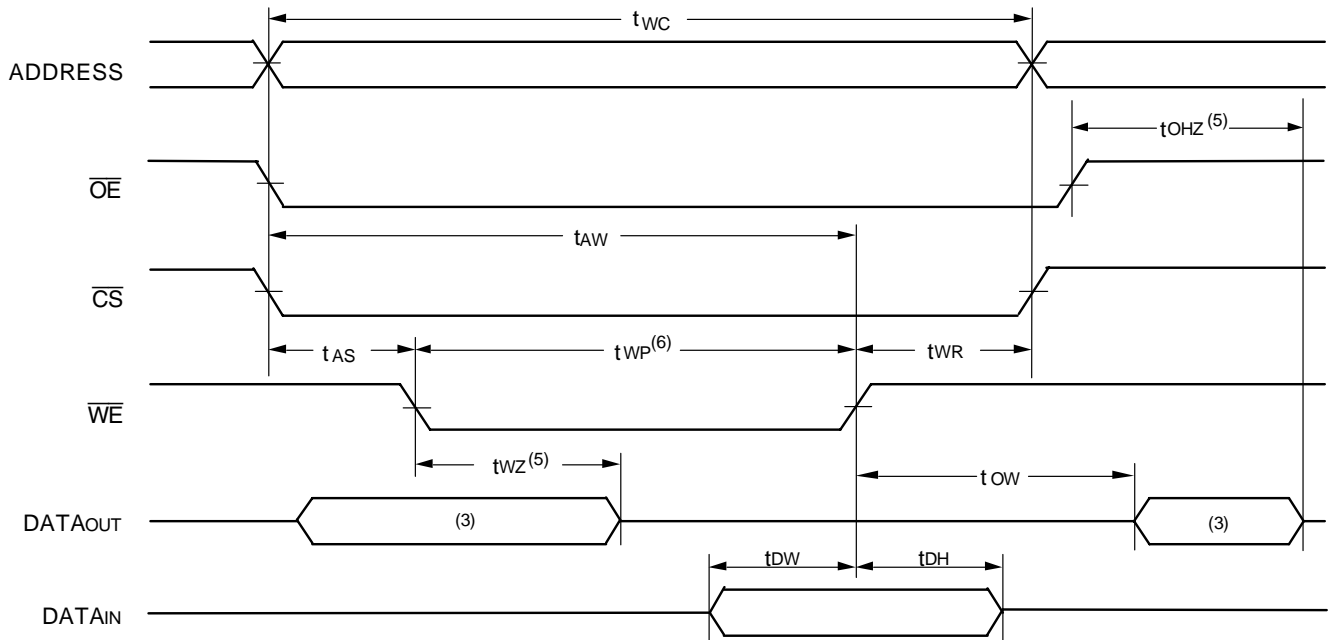 tWC
ADDRESS
tOHZ(5)
OE
tAW
CS
tAS
tWP(6)
tWR
WE
tWZ(5)
tOW
DATAOUT
(3)
(3)
tDW
tDH
DATAIN